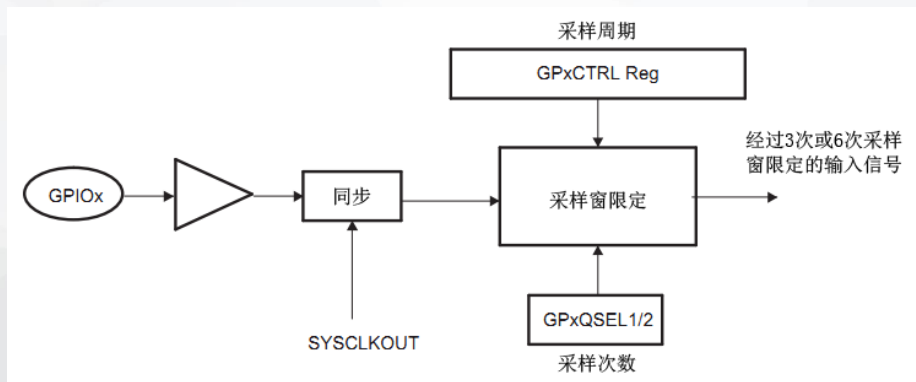 采样周期
GPxCTRL Reg
经过3次或6次采样
窗限定的输入信号
GPIOx
同步
采样窗限定
SYSCLKOUT
GPxQSEL1/2
采样次数